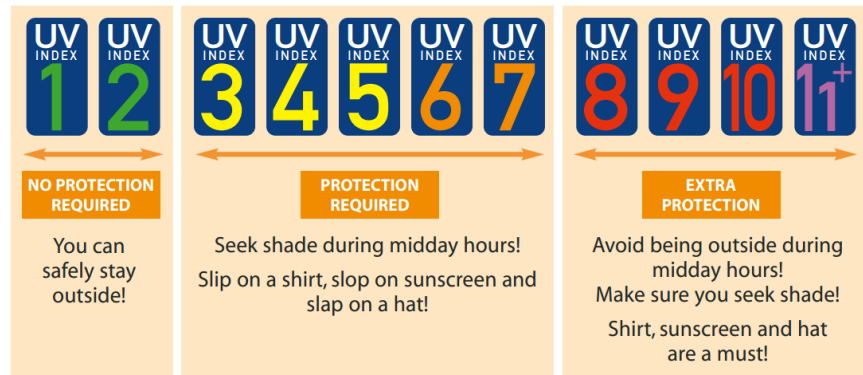 UV
INDEX
1
UV
INDEX
2
NO PROTECTION
REQUIRED
You can
safely stay
outside!
UV
INDEX
3
UV
INDEX
4
UV
INDEX
5
UV
INDEX
6
UV
INDEX
7
PROTECTION
REQUIRED
Seek shade during midday hours!
Slip on a shirt, slop on sunscreen and
slap on a hat!
UV
INDEX
8
UV
INDEX
9
UV
INDEX
10
UV
INDEX
11+
EXTRA
PROTECTION
Avoid being outside during
midday hours!
Make sure you seek shade!
Shirt, sunscreen and hat
are a must!